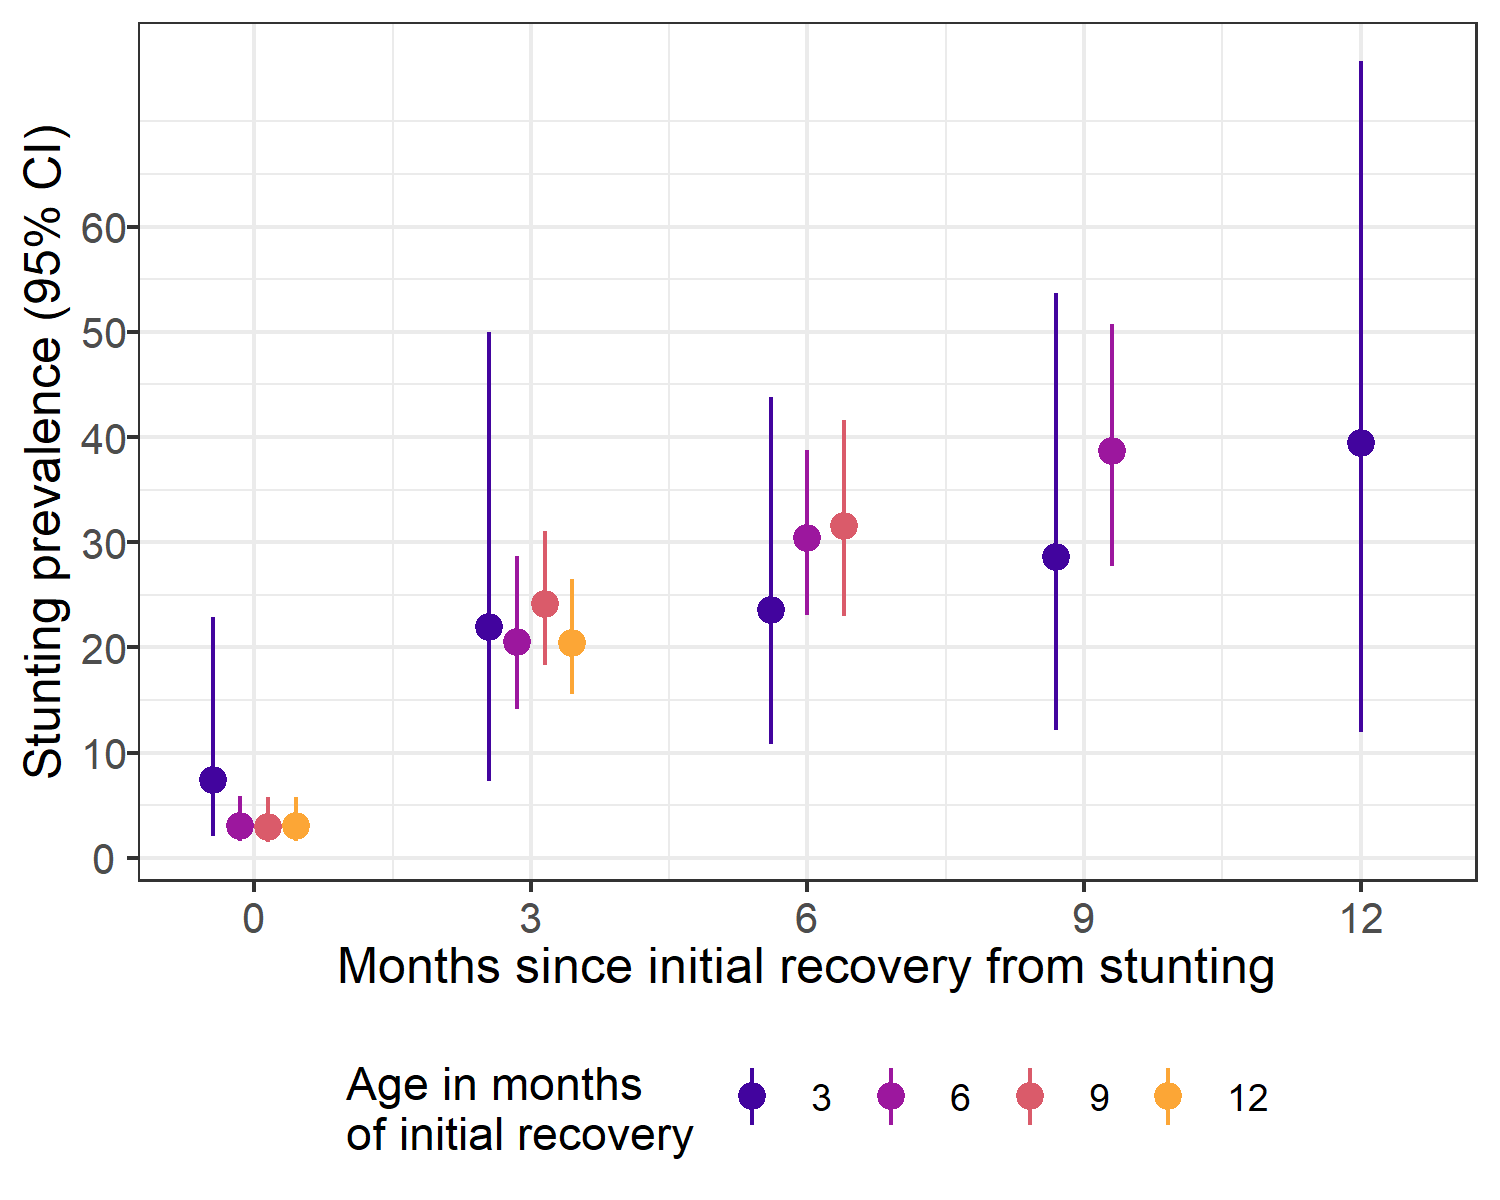 Stunting prevalence (95% CI)
60
50
40
30
20
10
0
0 3 6 9 12
Months since initial recovery from stunting
Age in months
of initial recovery
3 6 9 12